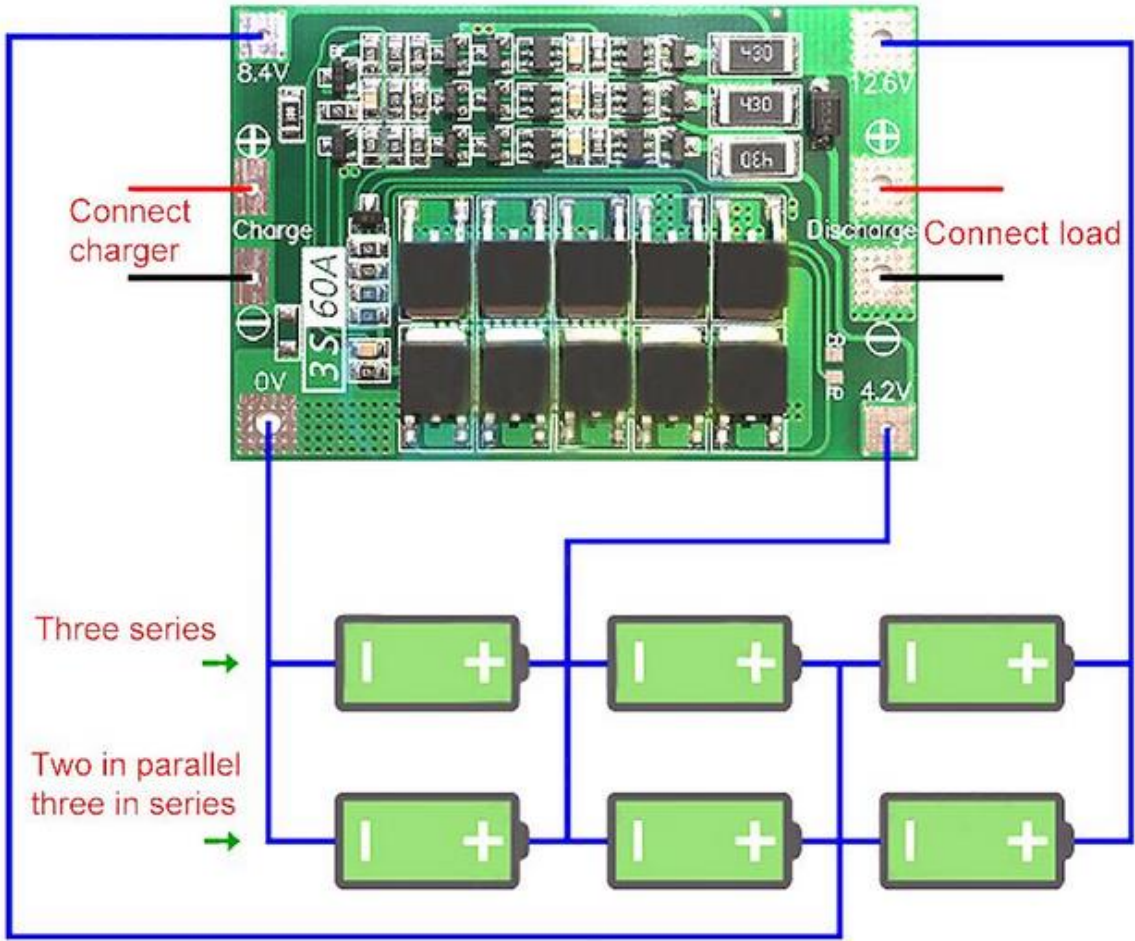 8.4V
430
12.6V
430
430
Connect
charger
Charge
Discharge
Connect load
3S 60A
0V
4.2V
Three series
Two in parallel
three in series